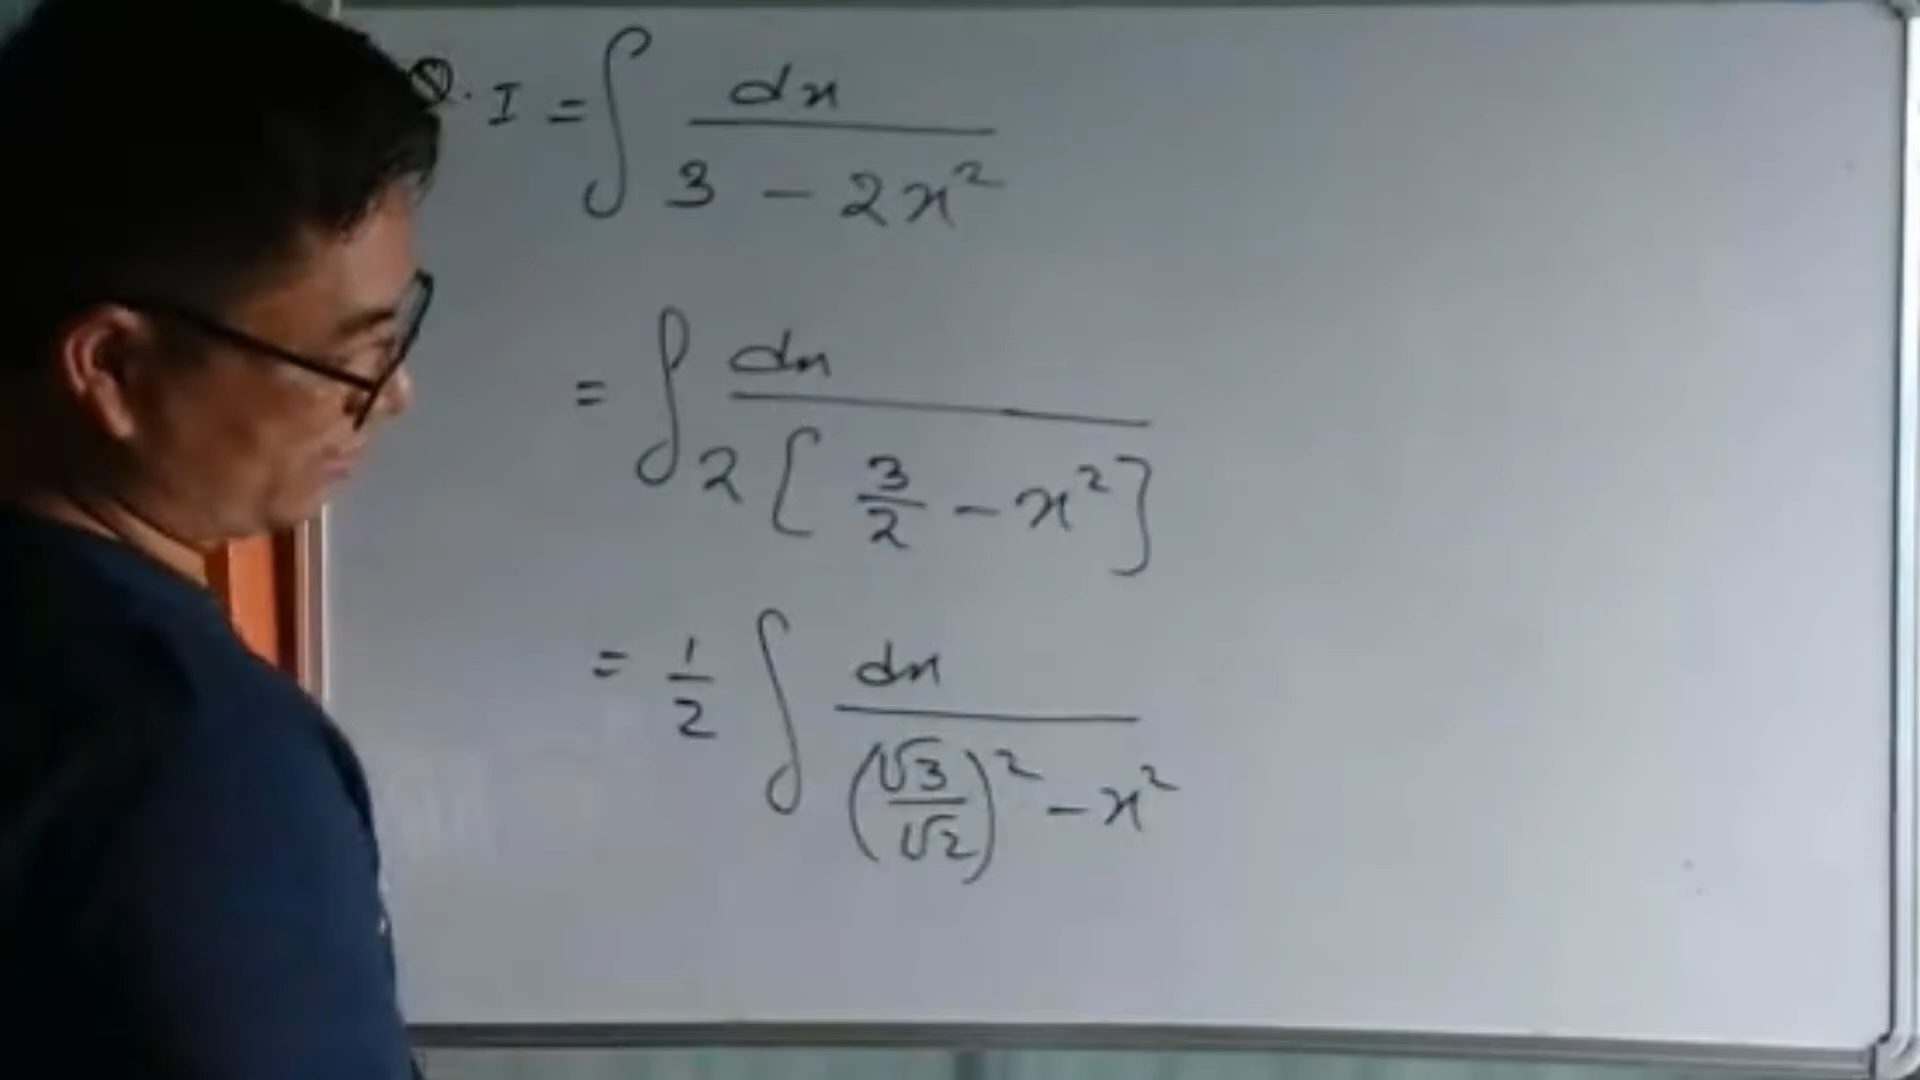 Q. I = ∫ dx / (3 - 2x²)
= ∫ dx / 2[3/2 - x²]
= 1/2 ∫ dx / ((√3/√2)² - x²)